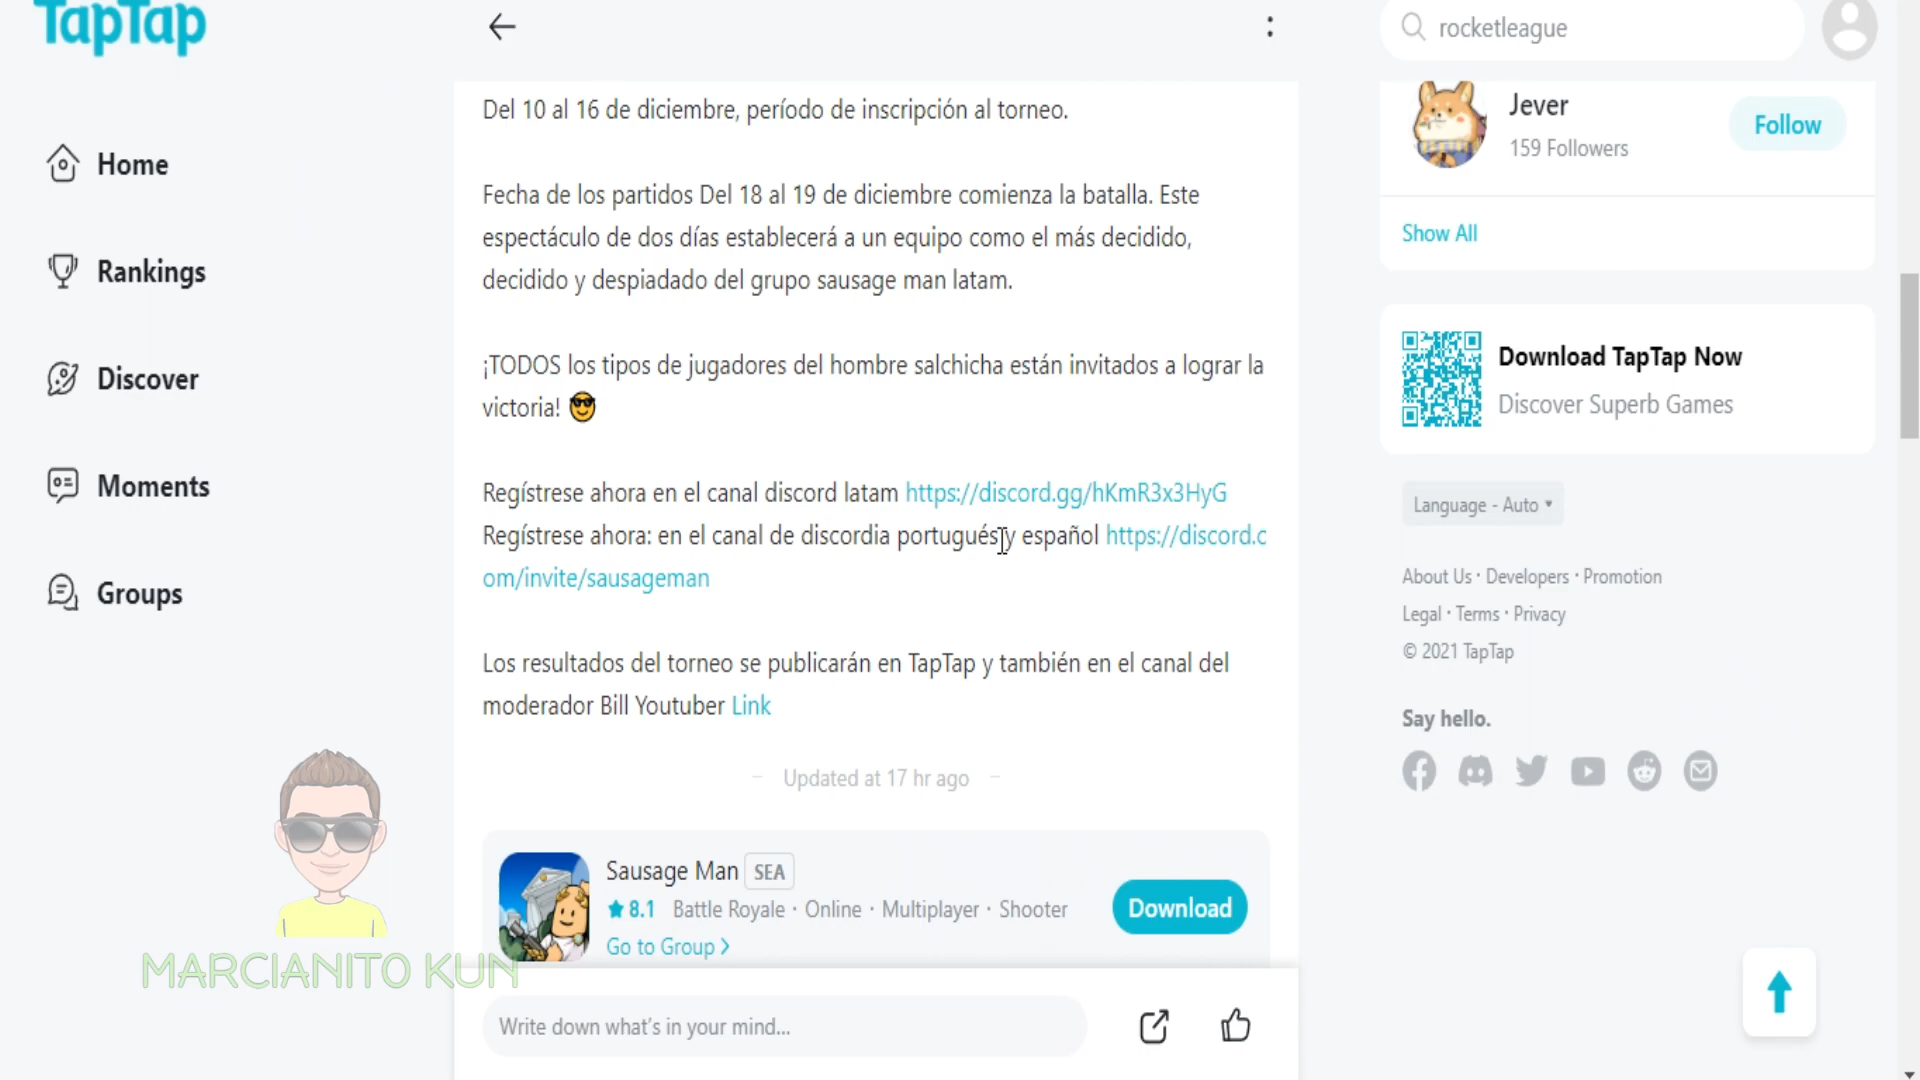 TapTap
rocketleague
Home
Rankings
Discover
Moments
Groups
Del 10 al 16 de diciembre, período de inscripción al torneo.
Fecha de los partidos Del 18 al 19 de diciembre comienza la batalla. Este
espectáculo de dos días establecerá a un equipo como el más decidido,
decidido y despiadado del grupo sausage man latam.
¡TODOS los tipos de jugadores del hombre salchicha están invitados a lograr la
victoria! 😎
Regístrese ahora en el canal discord latam https://discord.gg/hKmR3x3HyG
Regístrese ahora: en el canal de discordia portugués y español https://discord.c
om/invite/sausageman
Los resultados del torneo se publicarán en TapTap y también en el canal del
moderador Bill Youtuber Link
Updated at 17 hr ago
Sausage Man SEA
8.1 Battle Royale · Online · Multiplayer · Shooter
Go to Group
Download
Write down what's in your mind...
MARCIANITO KUN
Jever
159 Followers
Follow
Show All
Download TapTap Now
Discover Superb Games
Language - Auto
About Us · Developers · Promotion
Legal · Terms · Privacy
© 2021 TapTap
Say hello.